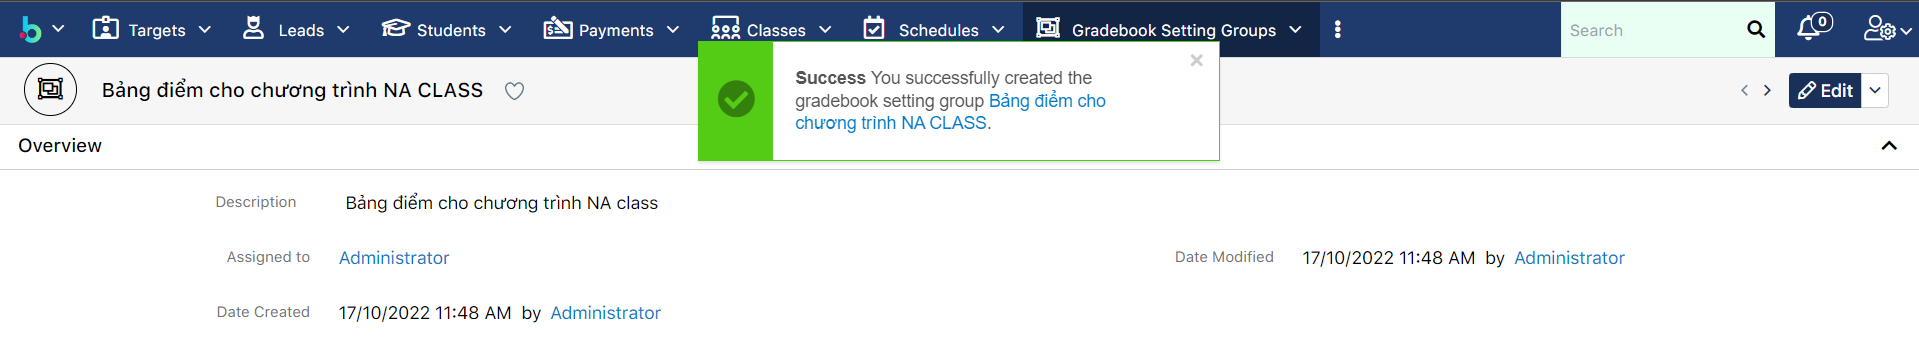 Targets Leads Students Payments Classes Schedules Gradebook Setting Groups Search 0
Bảng điểm cho chương trình NA CLASS
Success You successfully created the
gradebook setting group Bảng điểm cho
chương trình NA CLASS.
×
Edit
Overview
Description Bảng điểm cho chương trình NA class
Assigned to Administrator
Date Modified 17/10/2022 11:48 AM by Administrator
Date Created 17/10/2022 11:48 AM by Administrator